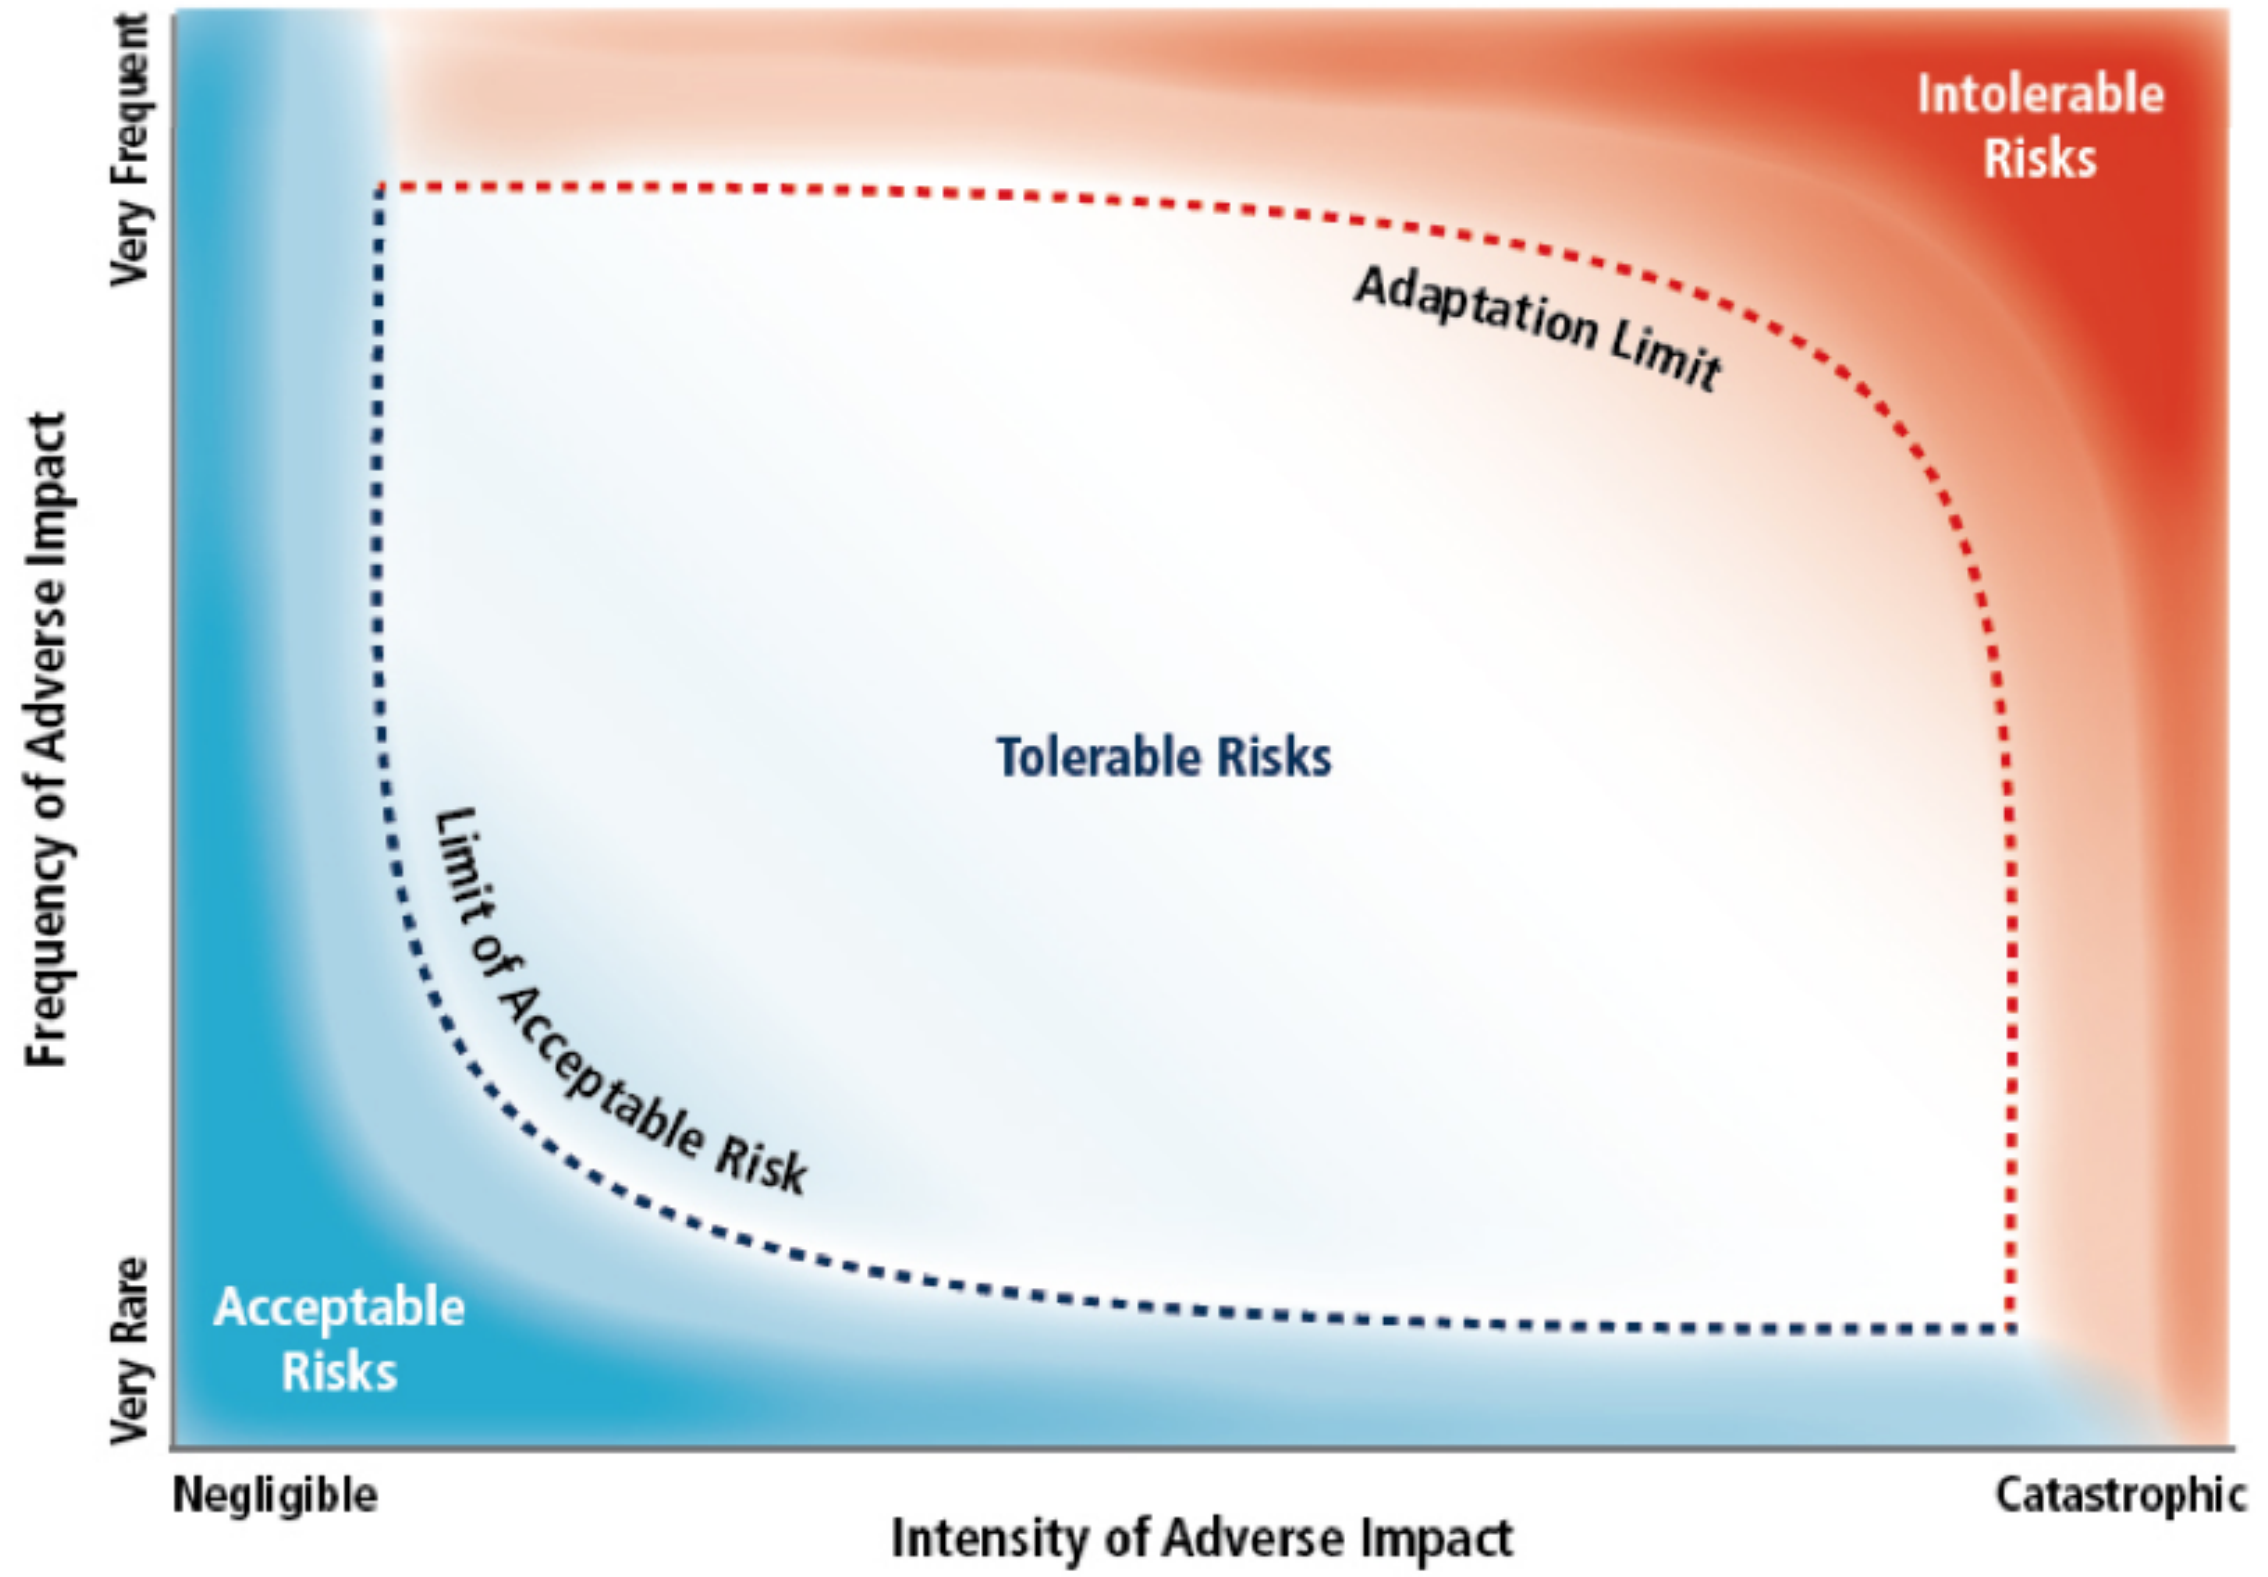 Very Frequent
Intolerable
Risks
Adaptation Limit
Frequency of Adverse Impact
Tolerable Risks
Limit of Acceptable Risk
Acceptable
Risks
Very Rare
Negligible
Catastrophic
Intensity of Adverse Impact